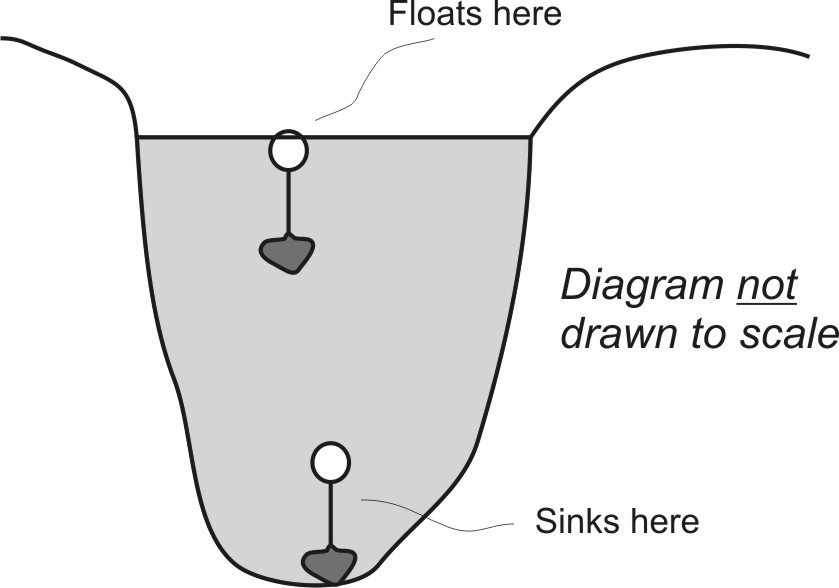 Floats here
Diagram not
drawn to scale
Sinks here